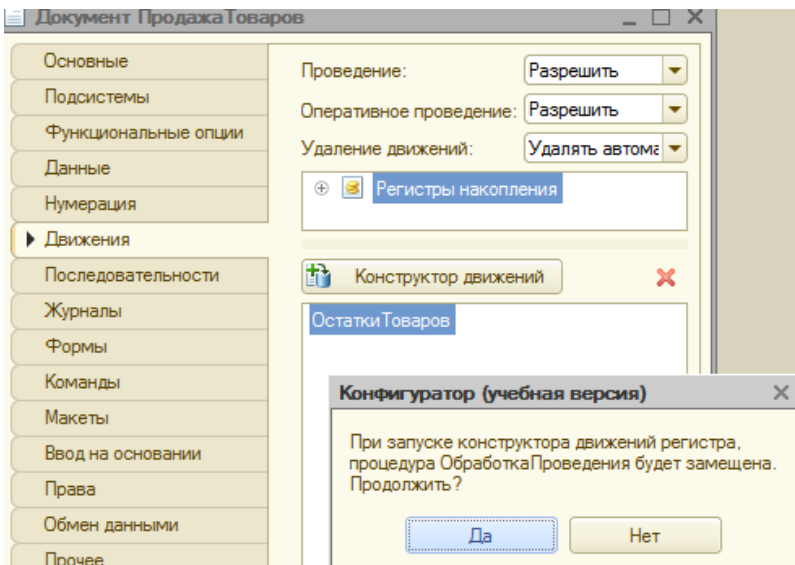 Документ ПродажаТоваров
Основные
Подсистемы
Функциональные опции
Данные
Нумерация
Движения
Последовательности
Журналы
Формы
Команды
Макеты
Ввод на основании
Права
Обмен данными
Прочее
Проведение: Разрешить
Оперативное проведение: Разрешить
Удаление движений: Удалять автома
Регистры накопления
Конструктор движений
ОстаткиТоваров
Конфигуратор (учебная версия)
При запуске конструктора движений регистра,
процедура ОбработкаПроведения будет замещена.
Продолжить?
Да Нет